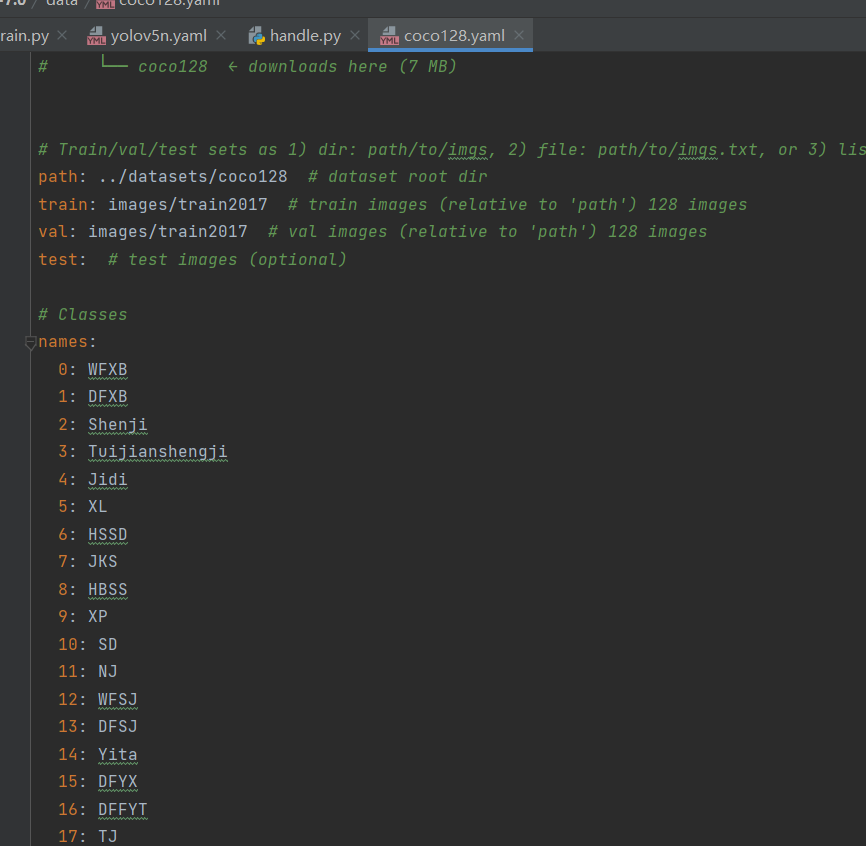 -7.0 / data / coco128.yaml
rain.py yolov5n.yaml handle.py coco128.yaml
# └── coco128 ← downloads here (7 MB)
# Train/val/test sets as 1) dir: path/to/imgs, 2) file: path/to/imgs.txt, or 3) lis
path: ../datasets/coco128 # dataset root dir
train: images/train2017 # train images (relative to 'path') 128 images
val: images/train2017 # val images (relative to 'path') 128 images
test: # test images (optional)
# Classes
names:
0: WFXB
1: DFXB
2: Shenji
3: Tuijianshengji
4: Jidi
5: XL
6: HSSD
7: JKS
8: HBSS
9: XP
10: SD
11: NJ
12: WFSJ
13: DFSJ
14: Yita
15: DFYX
16: DFFYT
17: TJ